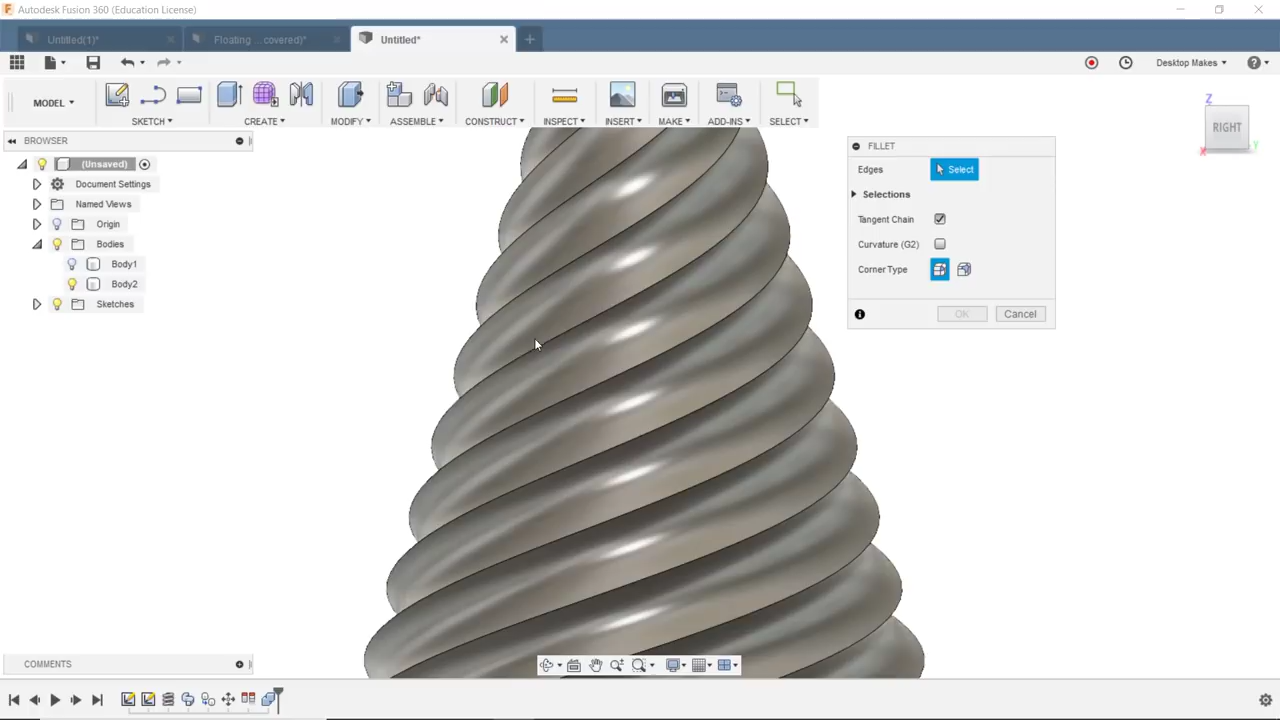 Autodesk Fusion 360 (Education License)
Untitled(1)*
Floating ...covered)*
Untitled*
Desktop Makes
MODEL
SKETCH
CREATE
MODIFY
ASSEMBLE
CONSTRUCT
INSPECT
INSERT
MAKE
ADD-INS
SELECT
BROWSER
(Unsaved)
Document Settings
Named Views
Origin
Bodies
Body1
Body2
Sketches
FILLET
Edges Select
Selections
Tangent Chain
Curvature (G2)
Corner Type
OK Cancel
Z
RIGHT
X Y
COMMENTS